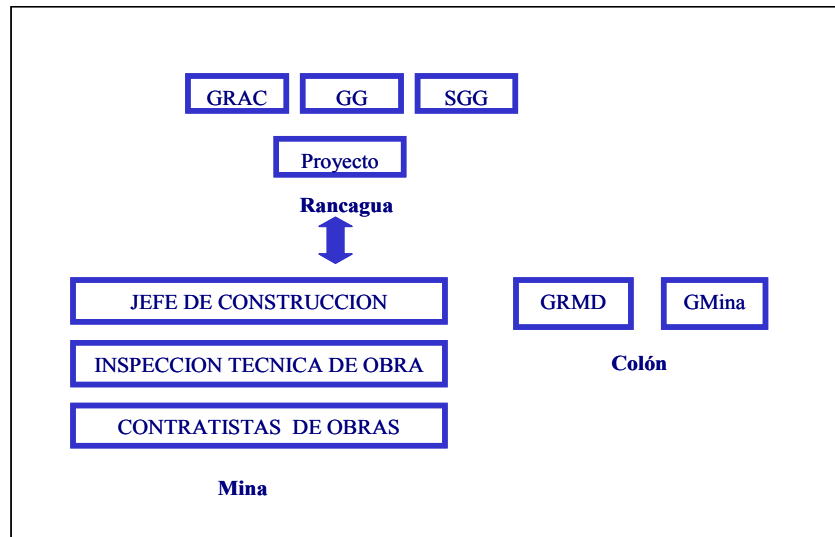 GRAC
GG
SGG
Proyecto
Rancagua
JEFE DE CONSTRUCCION
INSPECCION TECNICA DE OBRA
CONTRATISTAS DE OBRAS
Mina
GRMD
GMina
Colón